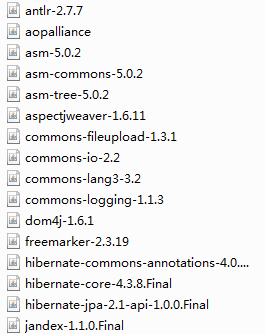 antlr-2.7.7
aopalliance
asm-5.0.2
asm-commons-5.0.2
asm-tree-5.0.2
aspectjweaver-1.6.11
commons-fileupload-1.3.1
commons-io-2.2
commons-lang3-3.2
commons-logging-1.1.3
dom4j-1.6.1
freemarker-2.3.19
hibernate-commons-annotations-4.0....
hibernate-core-4.3.8.Final
hibernate-jpa-2.1-api-1.0.0.Final
jandex-1.1.0.Final